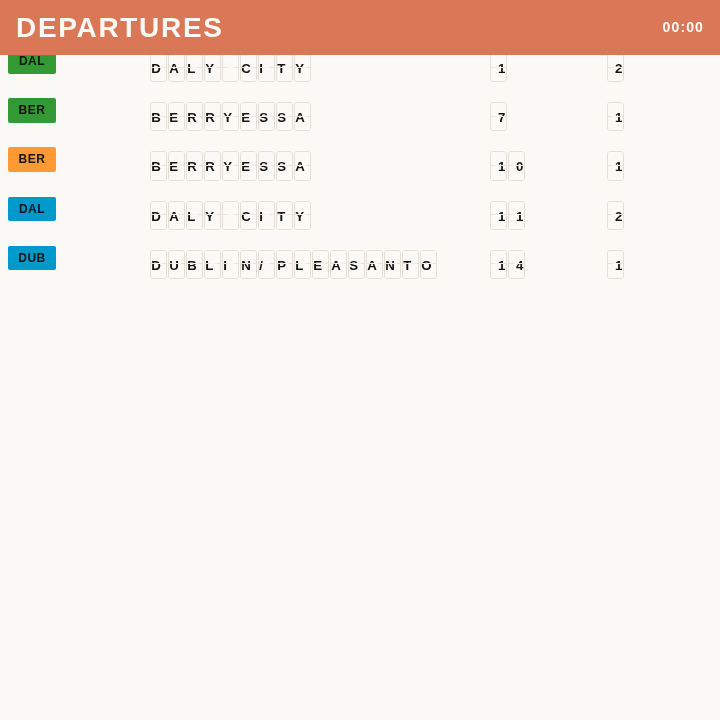 DEPARTURES 00:00
DAL DALY CITY 1 2
BER BERRYESSA 7 1
BER BERRYESSA 10 1
DAL DALY CITY 11 2
DUB DUBLIN/PLEASANTO 14 1